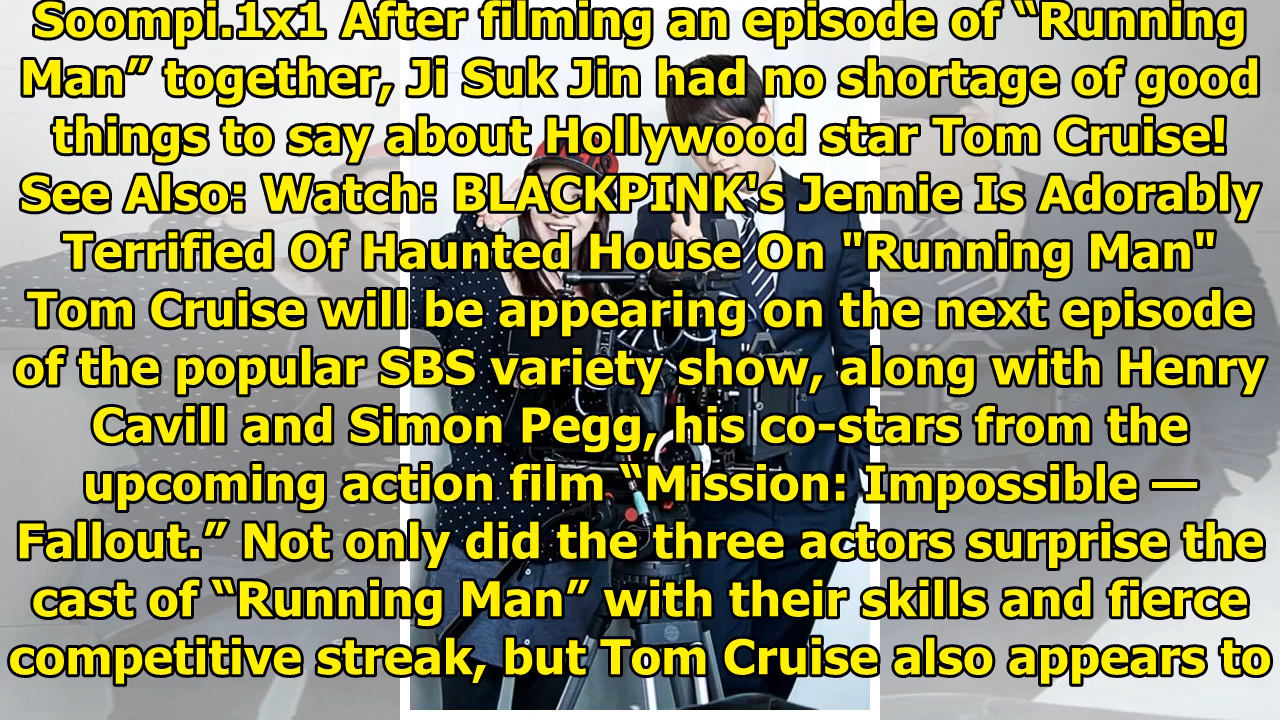 Soompi.1x1 After filming an episode of “Running
Man” together, Ji Suk Jin had no shortage of good
things to say about Hollywood star Tom Cruise!
See Also: Watch: BLACKPINK's Jennie Is Adorably
Terrified Of Haunted House On "Running Man"
Tom Cruise will be appearing on the next episode
of the popular SBS variety show, along with Henry
Cavill and Simon Pegg, his co-stars from the
upcoming action film “Mission: Impossible —
Fallout.” Not only did the three actors surprise the
cast of “Running Man” with their skills and fierce
competitive streak, but Tom Cruise also appears to